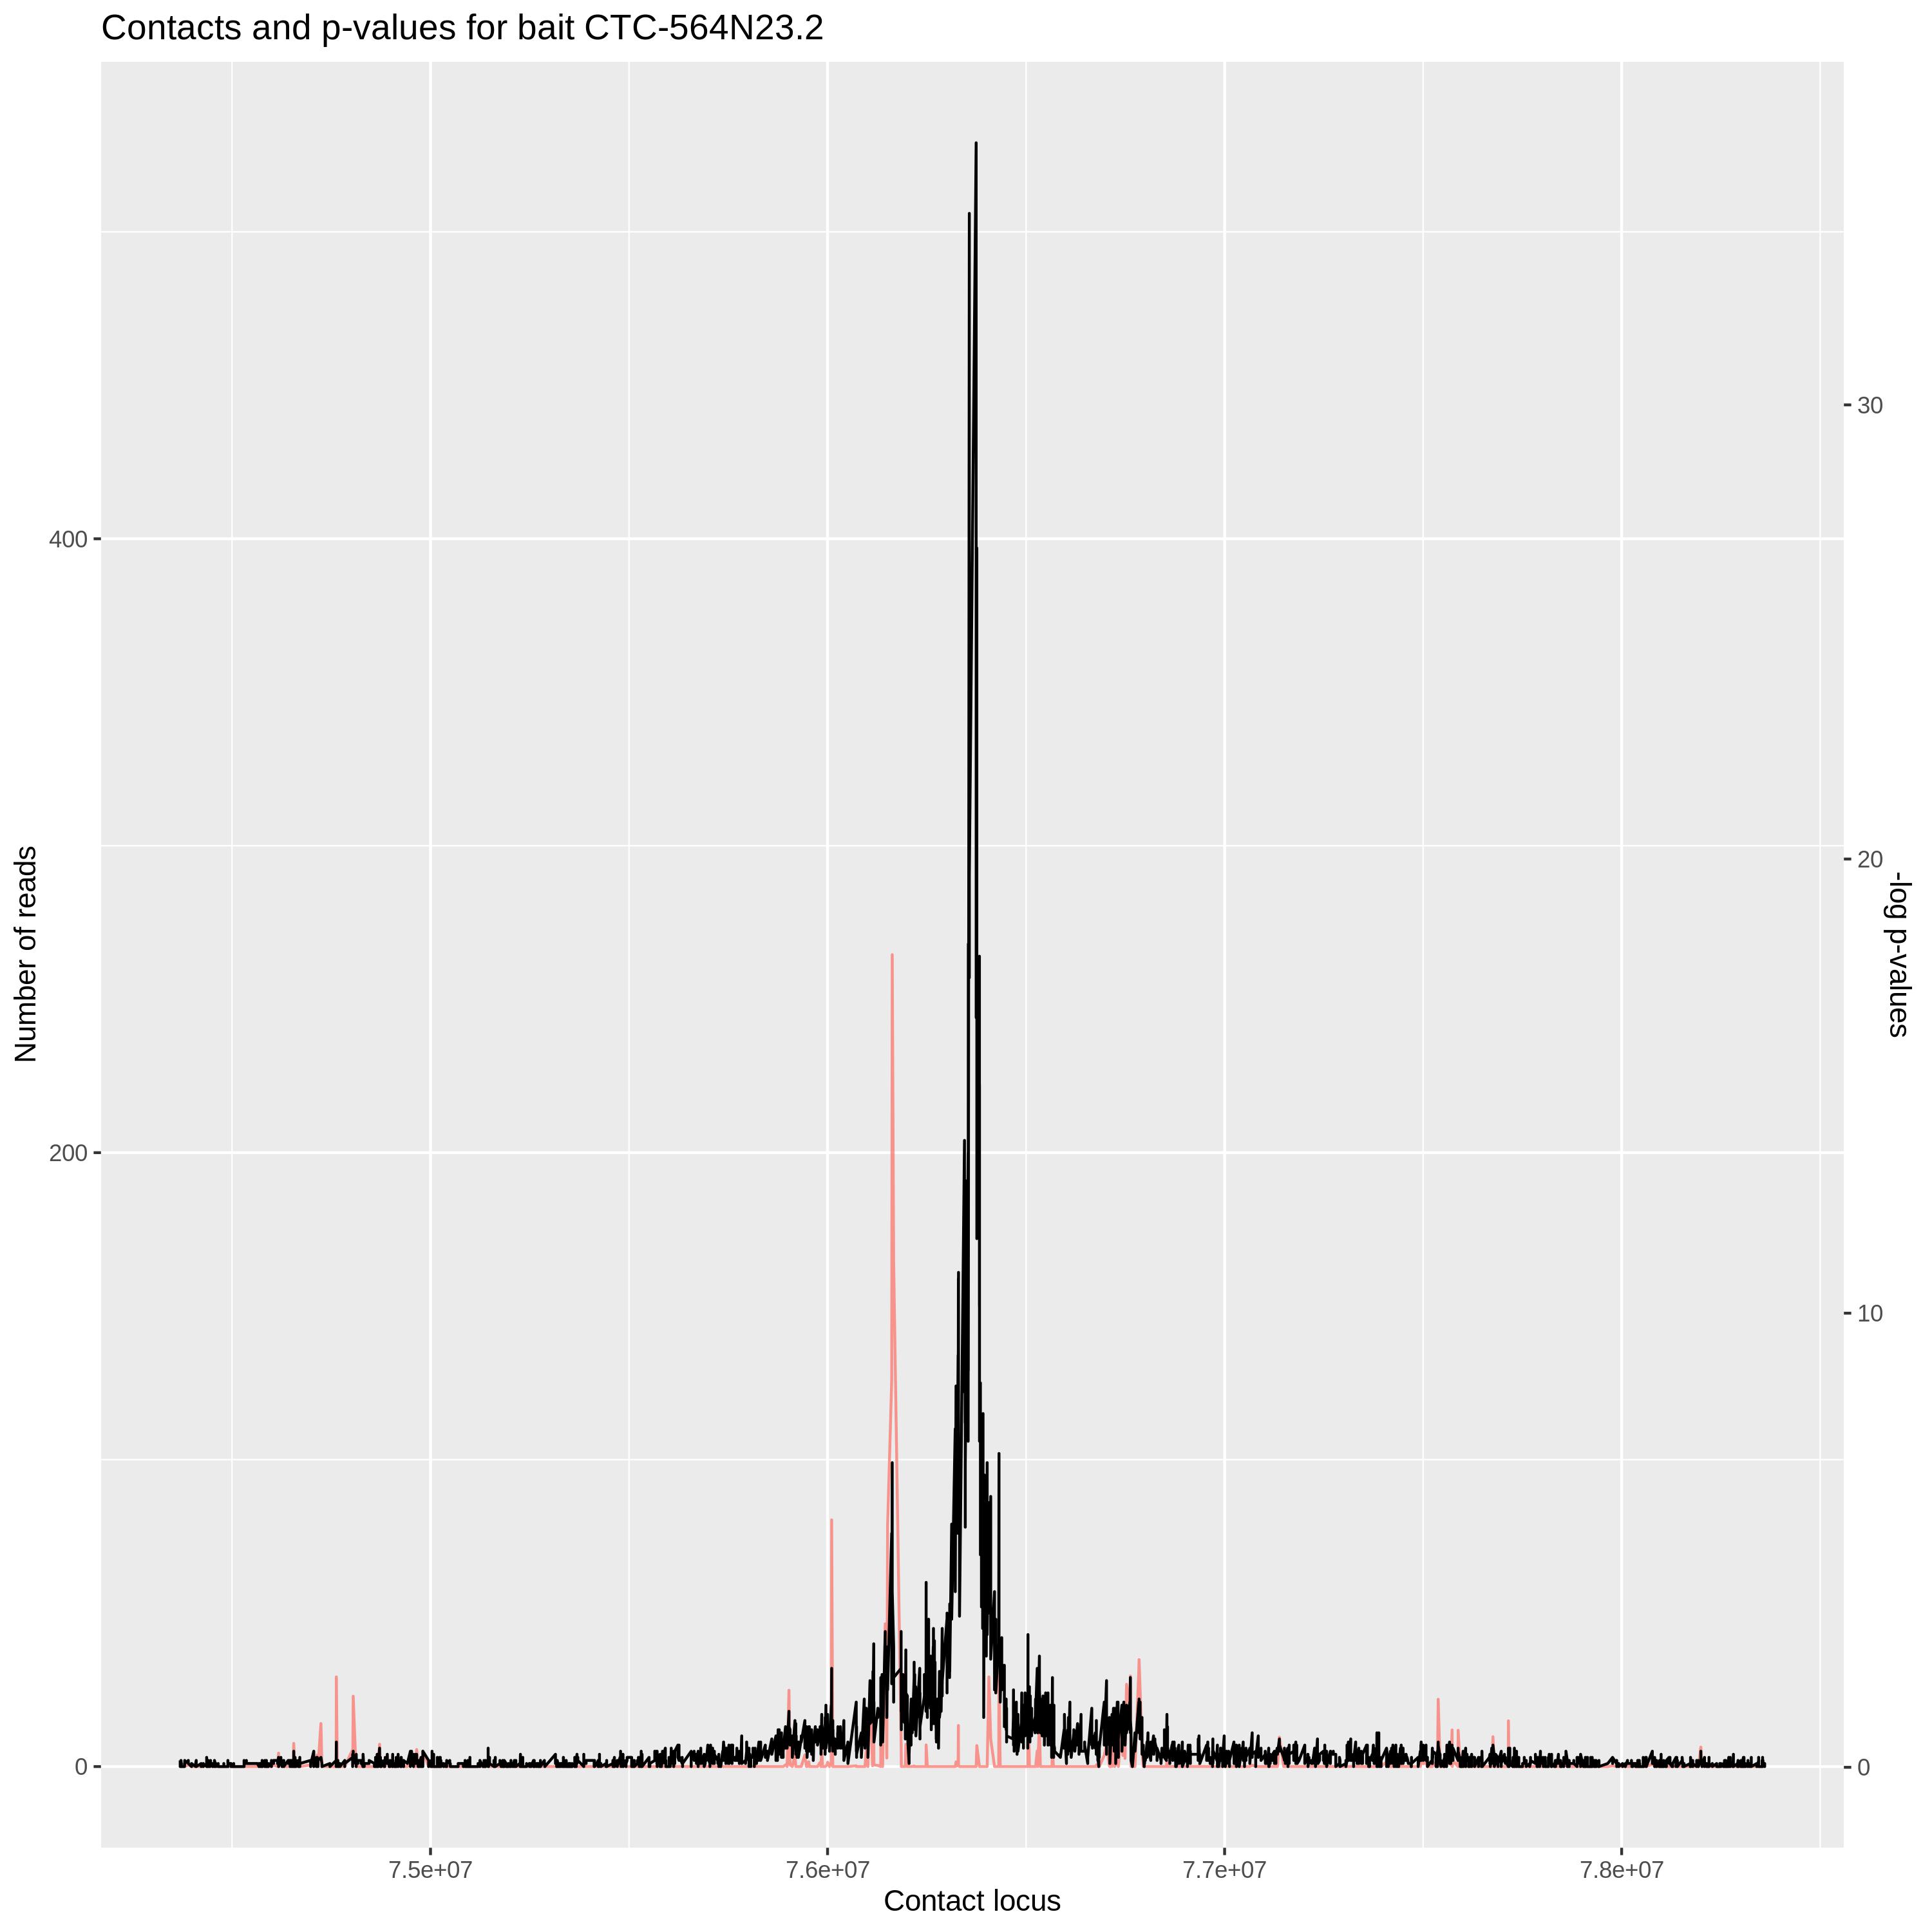 Contacts and p-values for bait CTC-564N23.2
Number of reads
400
200
0
30
20
10
0
-log p-values
7.5e+07 7.6e+07 7.7e+07 7.8e+07
Contact locus